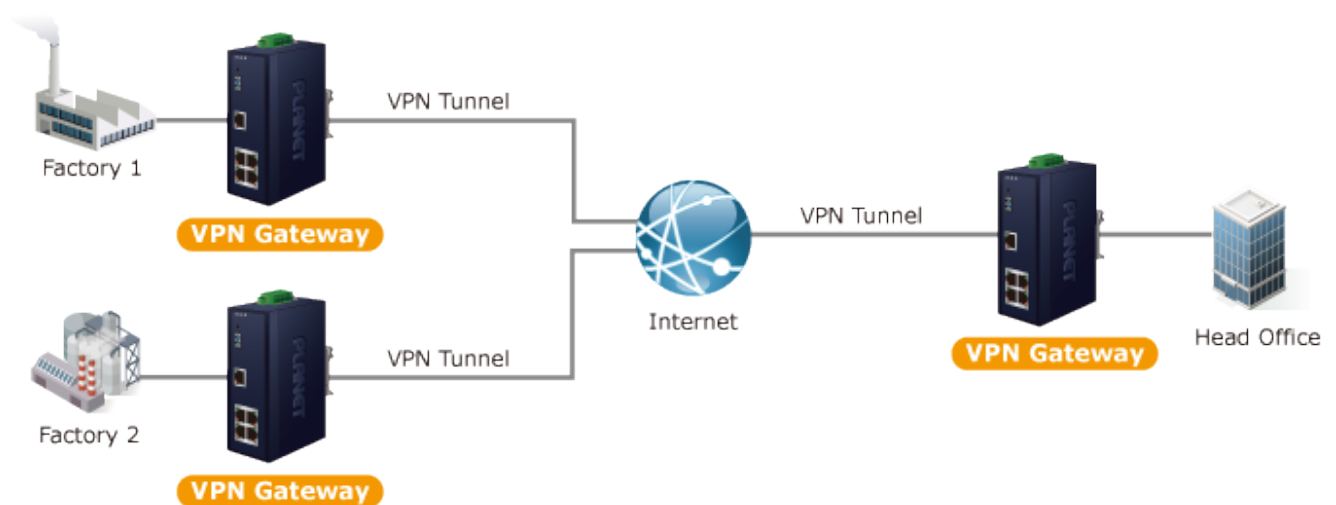 PLANET
VPN Tunnel
Factory 1
VPN Gateway
VPN Tunnel
PLANET
Internet
PLANET
VPN Tunnel
Head Office
VPN Gateway
Factory 2
VPN Gateway